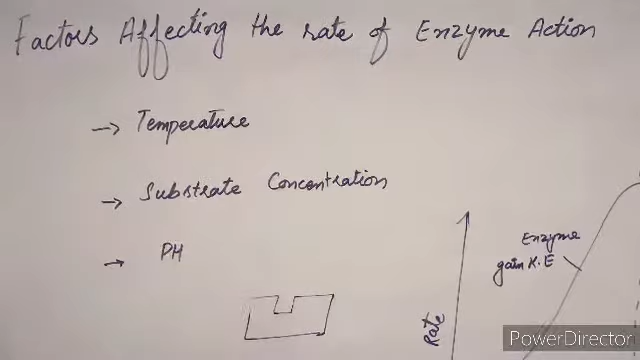 Factors Affecting the rate of Enzyme Action
→ Temperature
→ Substrate Concentration
→ PH
Enzyme
gain K.E
Rate
PowerDirector